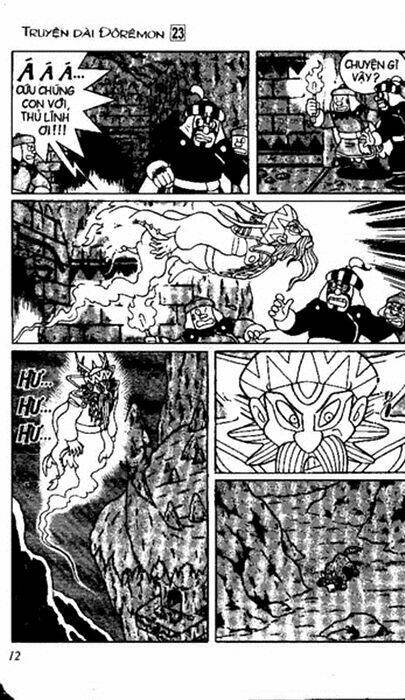 TRUYỆN DÀI ĐÔRÊMON 23
Á Á Á...
CỨU CHÚNG
CON VỚI,
THỦ LĨNH
ƠI!!!
CHUYỆN GÌ
VẬY?
HƯ...
HƯ...
HƯ...
12